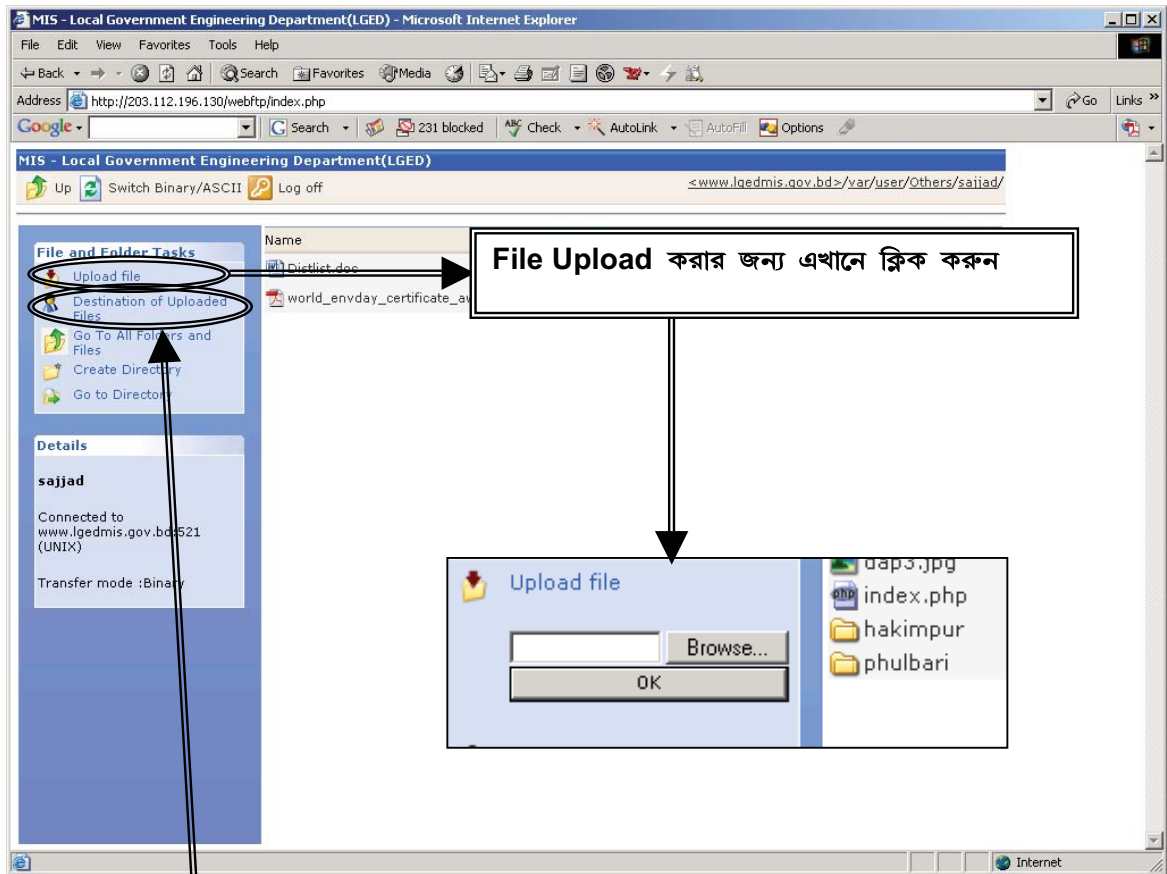 MIS - Local Government Engineering Department(LGED) - Microsoft Internet Explorer
File Edit View Favorites Tools Help
Back Search Favorites Media
Address http://203.112.196.130/webftp/index.php Go Links »
Google - Search 231 blocked ABC Check AutoLink AutoFill Options
MIS - Local Government Engineering Department(LGED)
Up Switch Binary/ASCII Log off <www.lgedmis.gov.bd>/var/user/Others/sajjad/
File and Folder Tasks
Upload file
Destination of Uploaded
Files
Go To All Folders and
Files
Create Directory
Go to Directory
Name
Distlist.doc
world_envday_certificate_aw
File Upload করার জন্য এখানে ক্লিক করুন
Details
sajjad
Connected to
www.lgedmis.gov.bd:521
(UNIX)
Transfer mode :Binary
Upload file
Browse...
OK
dap3.jpg
index.php
hakimpur
phulbari
Internet